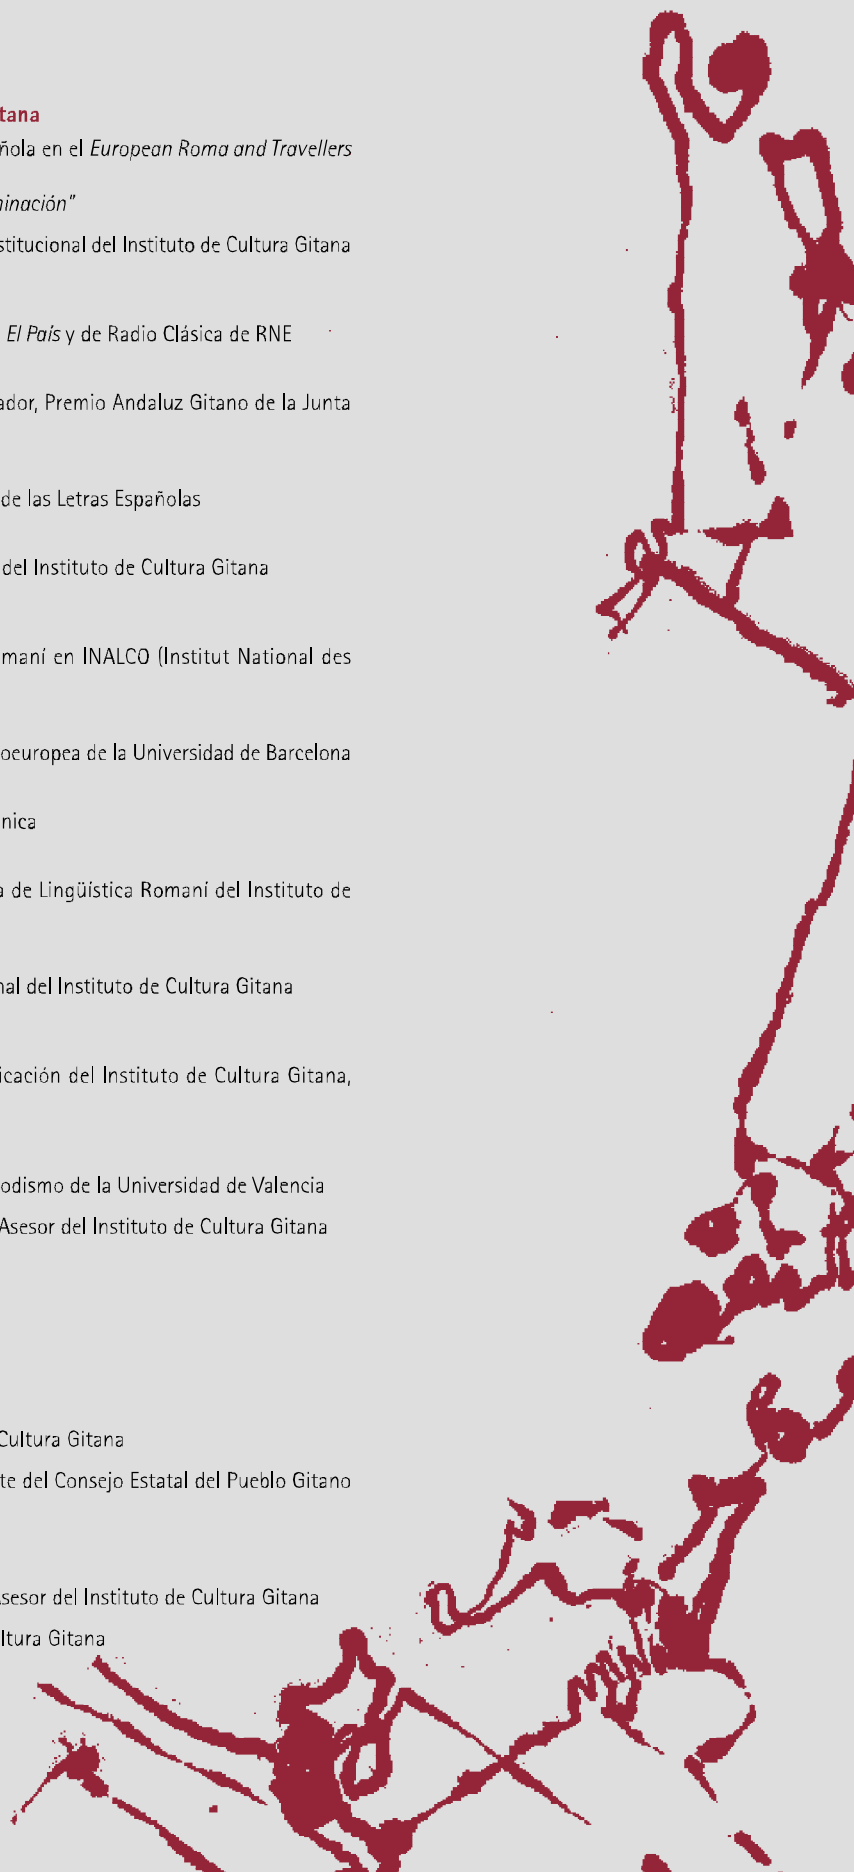 tana
ñola en el European Roma and Travellers
ninación"
stitucional del Instituto de Cultura Gitana
El País y de Radio Clásica de RNE
ador, Premio Andaluz Gitano de la Junta
de las Letras Españolas
del Instituto de Cultura Gitana
maní en INALCO (Institut National des
oeuropea de la Universidad de Barcelona
nica
a de Lingüística Romaní del Instituto de
nal del Instituto de Cultura Gitana
icación del Instituto de Cultura Gitana,
odismo de la Universidad de Valencia
Asesor del Instituto de Cultura Gitana
Cultura Gitana
te del Consejo Estatal del Pueblo Gitano
Asesor del Instituto de Cultura Gitana
ltura Gitana